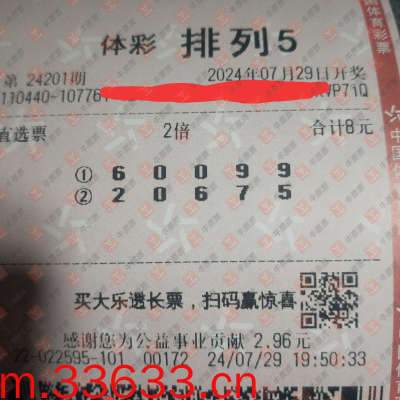 体彩 排列5
第 24201期 2024年07月29日开奖
110440-10776 VP71Q
直选票 2倍 合计8元
① 6 0 0 9 9
② 2 0 6 7 5
买大乐透长票，扫码赢惊喜
感谢您为公益事业贡献 2.96元
22-022595-101 00172 24/07/29 19:50:33
m.33633.cn